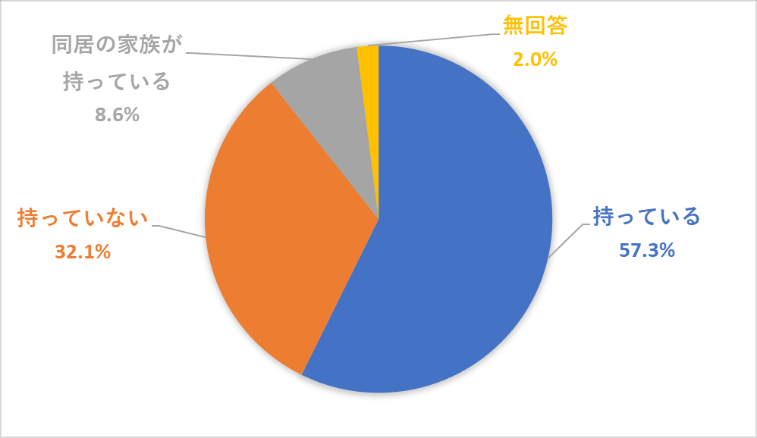 無回答
2.0%
同居の家族が
持っている
8.6%
持っていない
32.1%
持っている
57.3%